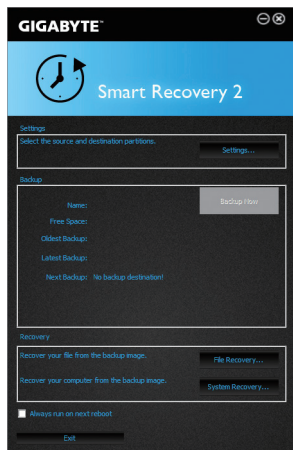 GIGABYTE™
Smart Recovery 2
Settings
Select the source and destination partitions.
Settings...
Backup
Name:
Backup Now
Free Space:
Oldest Backup:
Latest Backup:
Next Backup: No backup destination!
Recovery
Recover your file from the backup image.
File Recovery...
Recover your computer from the backup image.
System Recovery...
Always run on next reboot
Exit